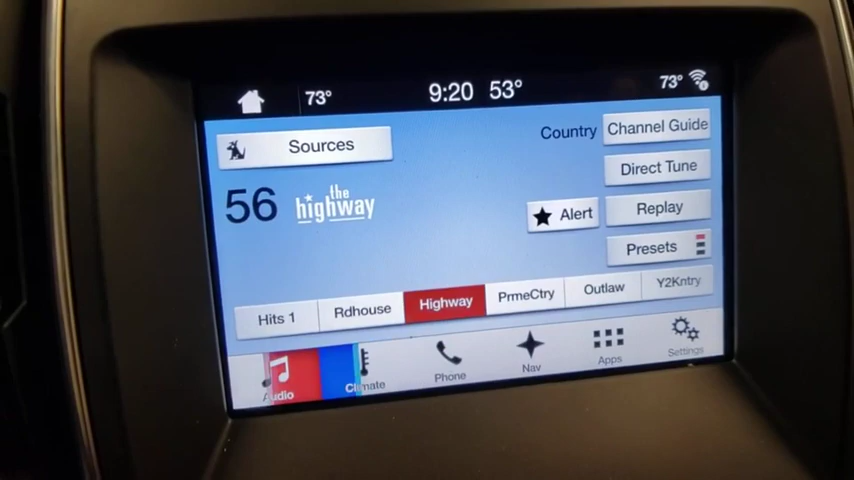 73° 9:20 53° 73°
Sources
Country Channel Guide
Direct Tune
56 the highway
Alert Replay
Presets
Hits 1 Rdhouse Highway PrmeCtry Outlaw Y2Kntry
Audio Climate Phone Nav Apps Settings